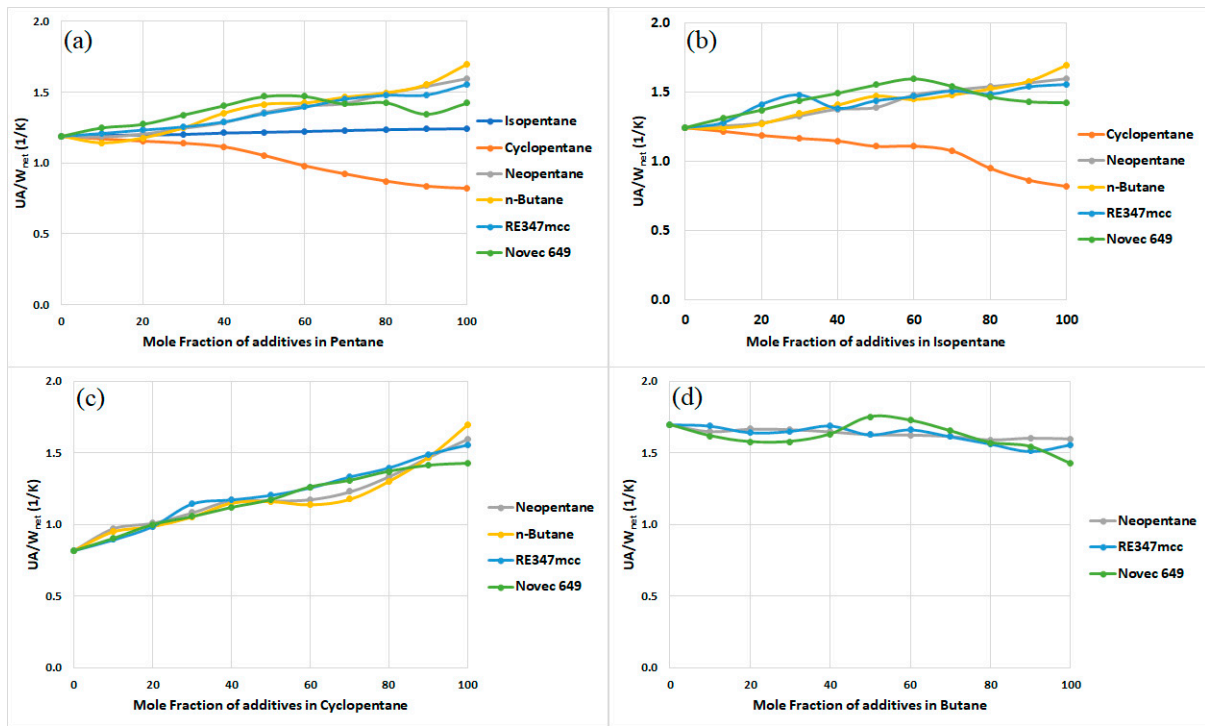 (a)
UA/Wnet (1/K)
2.0
1.5
1.0
0.5
0.0
0 20 40 60 80 100
Mole Fraction of additives in Pentane
Isopentane
Cyclopentane
Neopentane
n-Butane
RE347mcc
Novec 649
(b)
UA/Wnet (1/K)
2.0
1.5
1.0
0.5
0.0
0 20 40 60 80 100
Mole Fraction of additives in Isopentane
Cyclopentane
Neopentane
n-Butane
RE347mcc
Novec 649
(c)
UA/Wnet (1/K)
2.0
1.5
1.0
0.5
0.0
0 20 40 60 80 100
Mole Fraction of additives in Cyclopentane
Neopentane
n-Butane
RE347mcc
Novec 649
(d)
UA/Wnet (1/K)
2.0
1.5
1.0
0.5
0.0
0 20 40 60 80 100
Mole Fraction of additives in Butane
Neopentane
RE347mcc
Novec 649